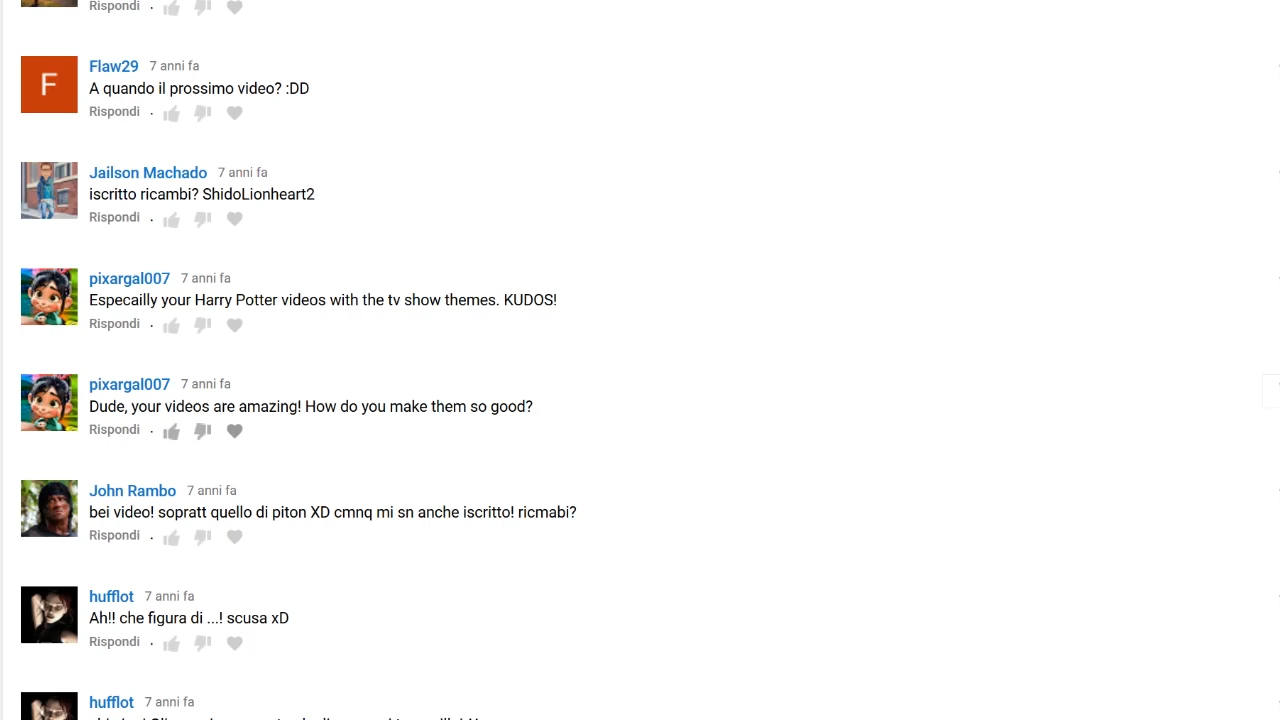 Rispondi .
F
Flaw29 7 anni fa
A quando il prossimo video? :DD
Rispondi .
Jailson Machado 7 anni fa
iscritto ricambi? ShidoLionheart2
Rispondi .
pixargal007 7 anni fa
Especailly your Harry Potter videos with the tv show themes. KUDOS!
Rispondi .
pixargal007 7 anni fa
Dude, your videos are amazing! How do you make them so good?
Rispondi .
John Rambo 7 anni fa
bei video! sopratt quello di piton XD cmnq mi sn anche iscritto! ricmabi?
Rispondi .
hufflot 7 anni fa
Ah!! che figura di ...! scusa xD
Rispondi .
hufflot 7 anni fa